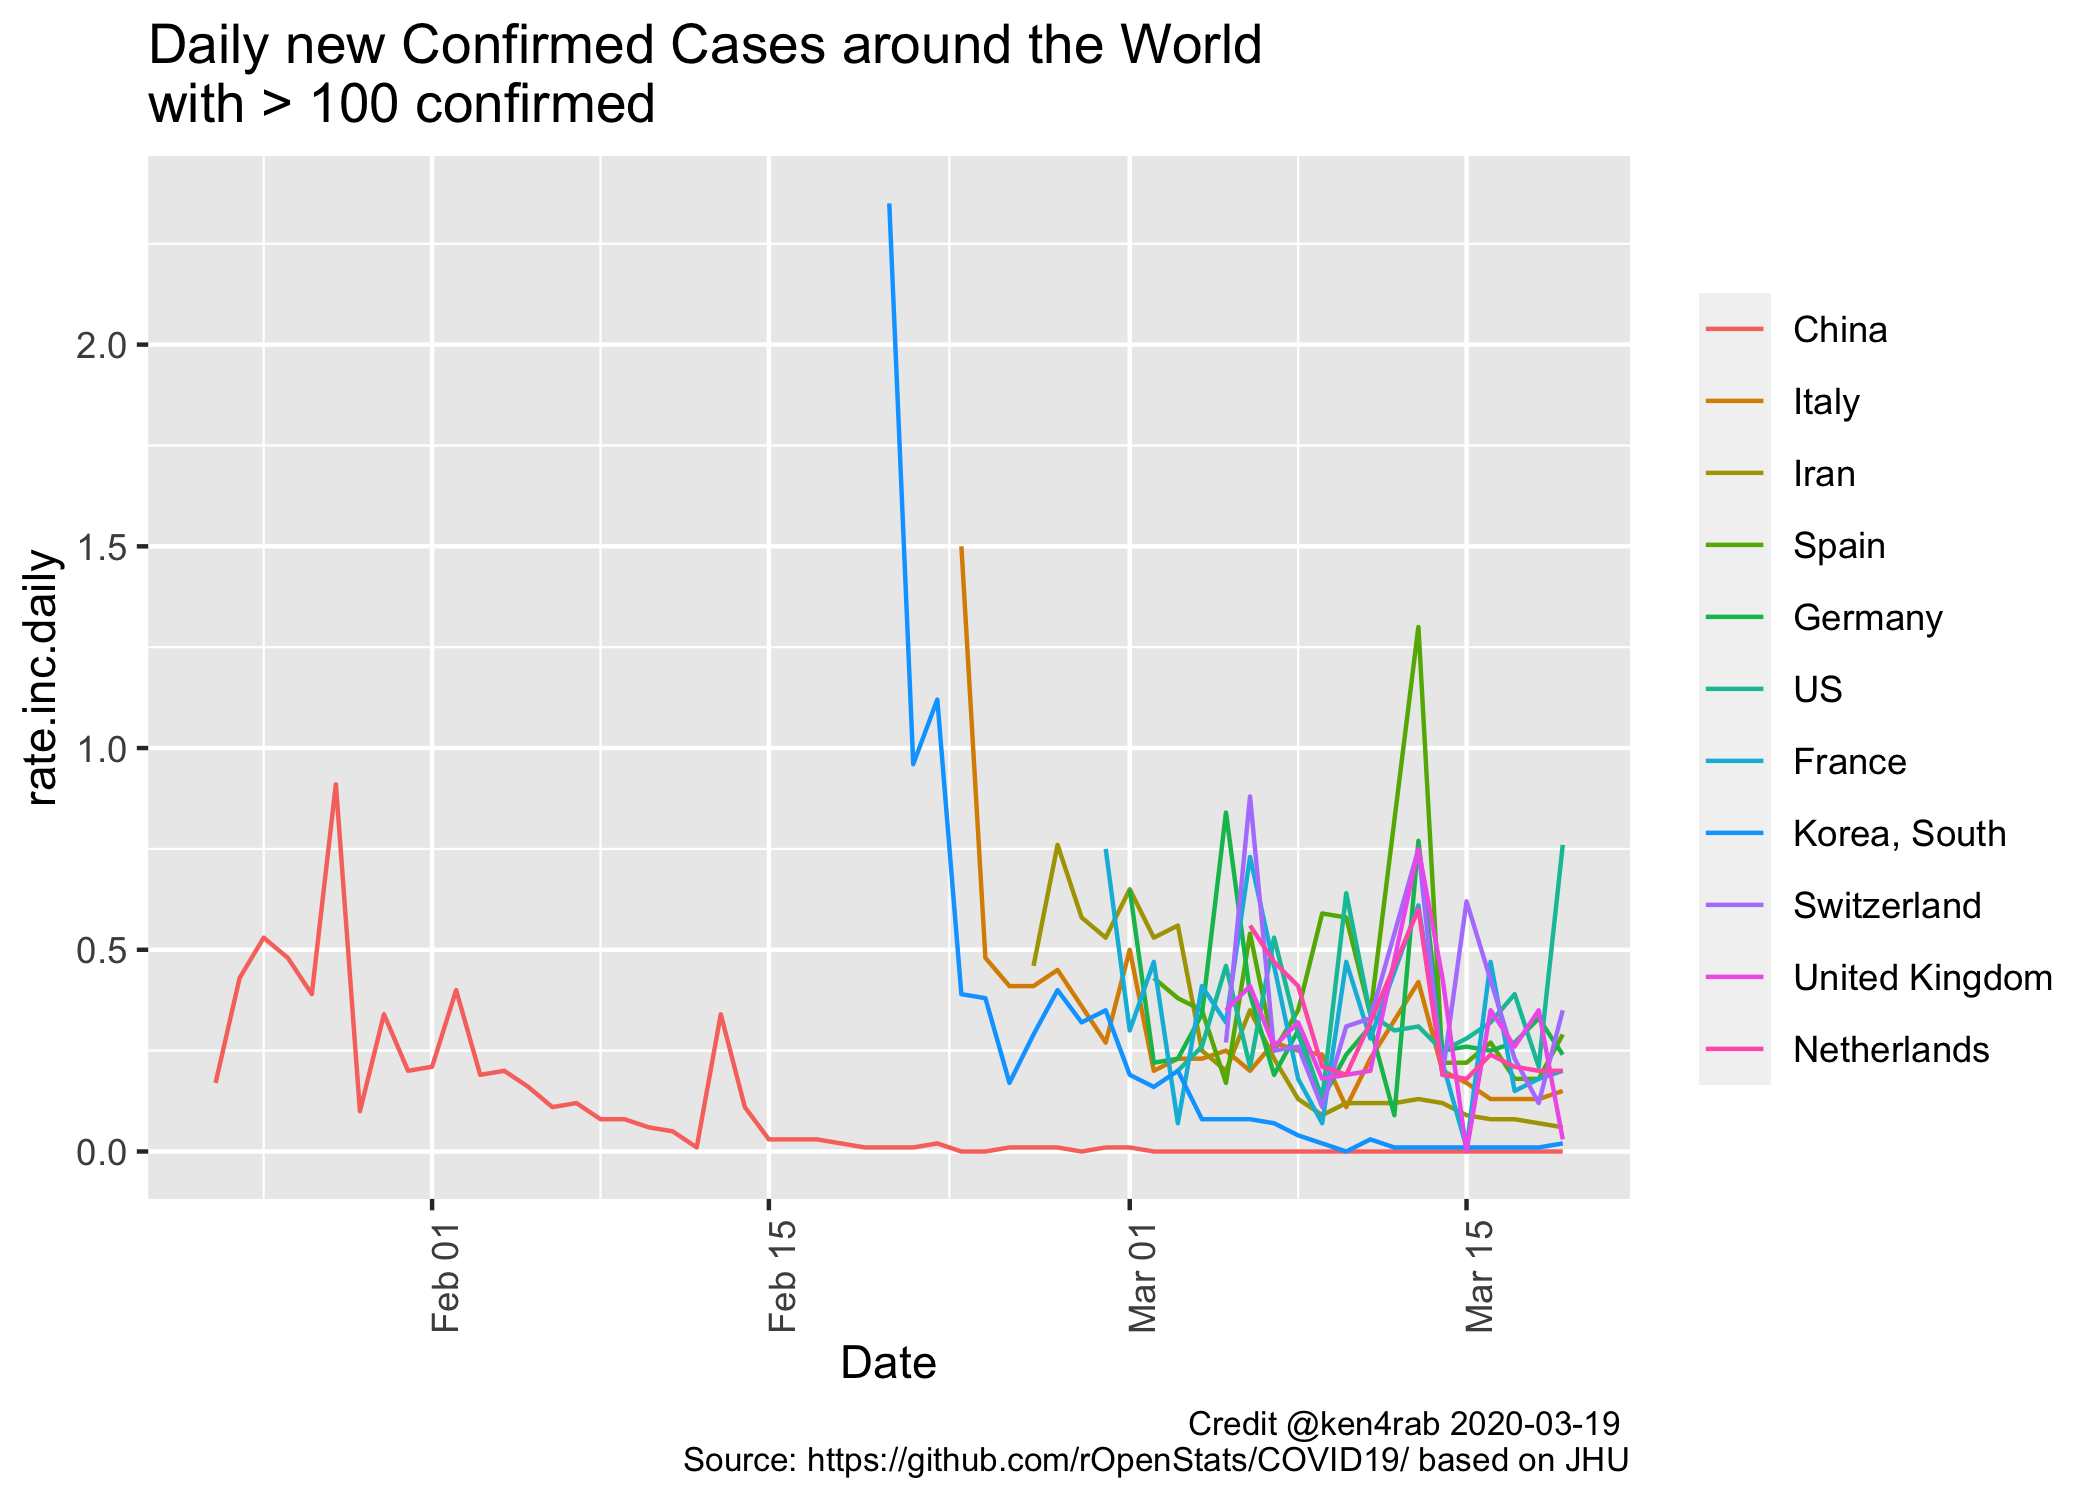 Daily new Confirmed Cases around the World
with > 100 confirmed
rate.inc.daily
2.0
1.5
1.0
0.5
0.0
Feb 01
Feb 15
Mar 01
Mar 15
Date
China
Italy
Iran
Spain
Germany
US
France
Korea, South
Switzerland
United Kingdom
Netherlands
Credit @ken4rab 2020-03-19
Source: https://github.com/rOpenStats/COVID19/ based on JHU